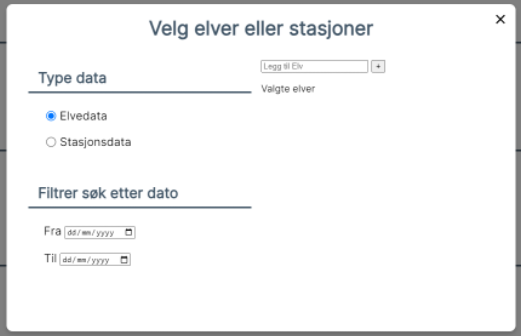 Velg elver eller stasjoner
Type data
Elvedata
Stasjonsdata
Filtrer søk etter dato
Fra dd/mm/yyyy
Til dd/mm/yyyy
Legg til Elv +
Valgte elver